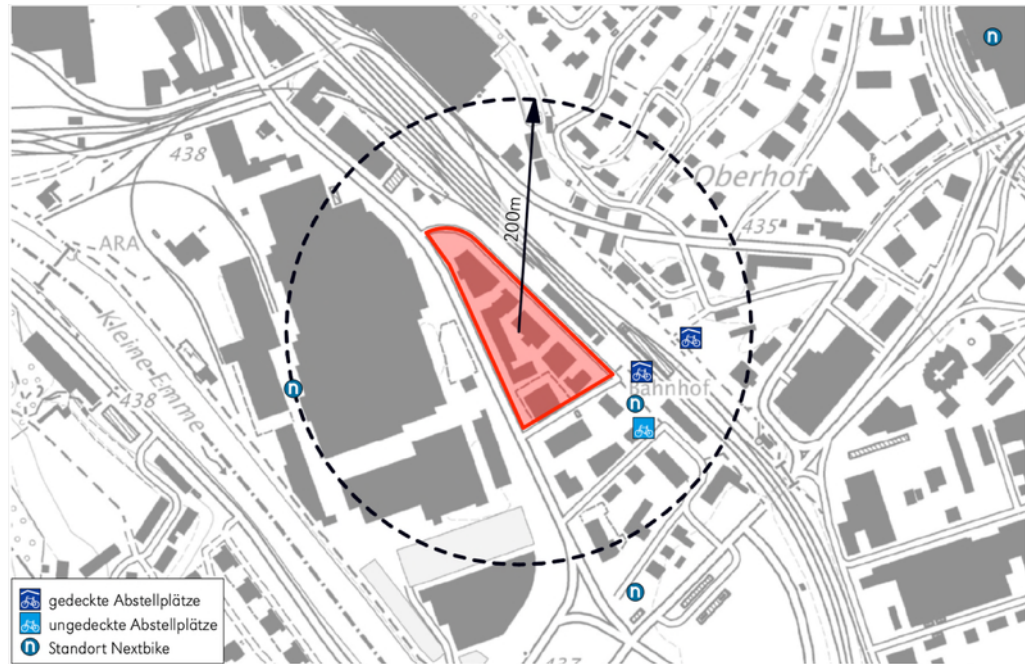 n
438
Oberhof
200m
435
ARA
Kleine Emme
n
438
Bahnhof
n
n
gedeckte Abstellplätze
ungedeckte Abstellplätze
n Standort Nextbike
437